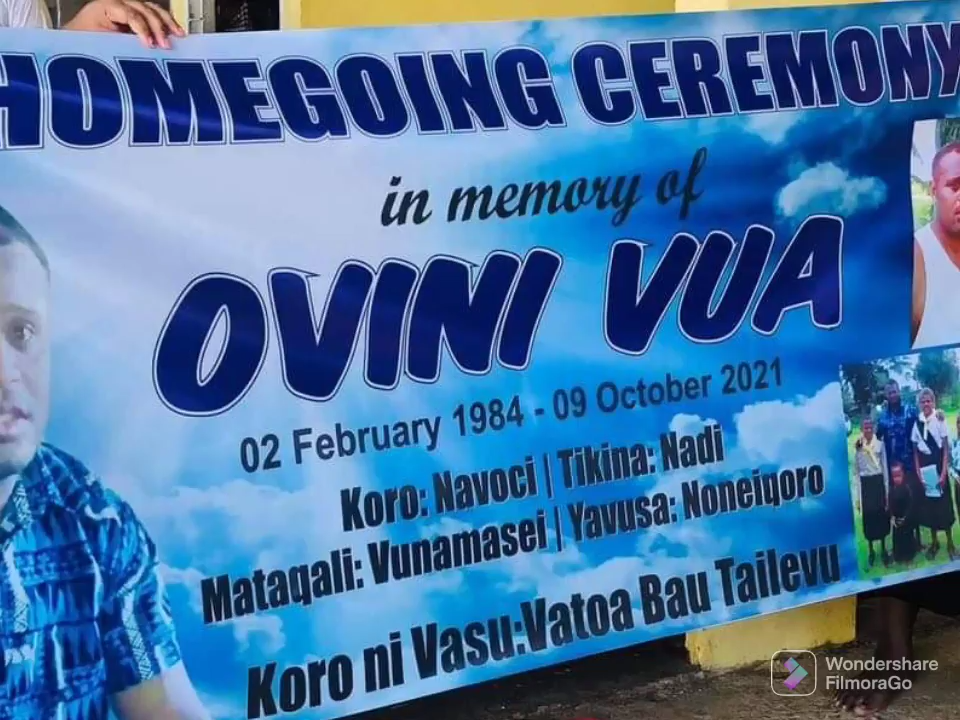 HOMEGOING CEREMONY
in memory of
OVINI VUA
02 February 1984 - 09 October 2021
Koro: Navoci | Tikina: Nadi
Mataqali: Vunamasei | Yavusa: Noneiqoro
Koro ni Vasu:Vatoa Bau Tailevu
Wondershare
FilmoraGo